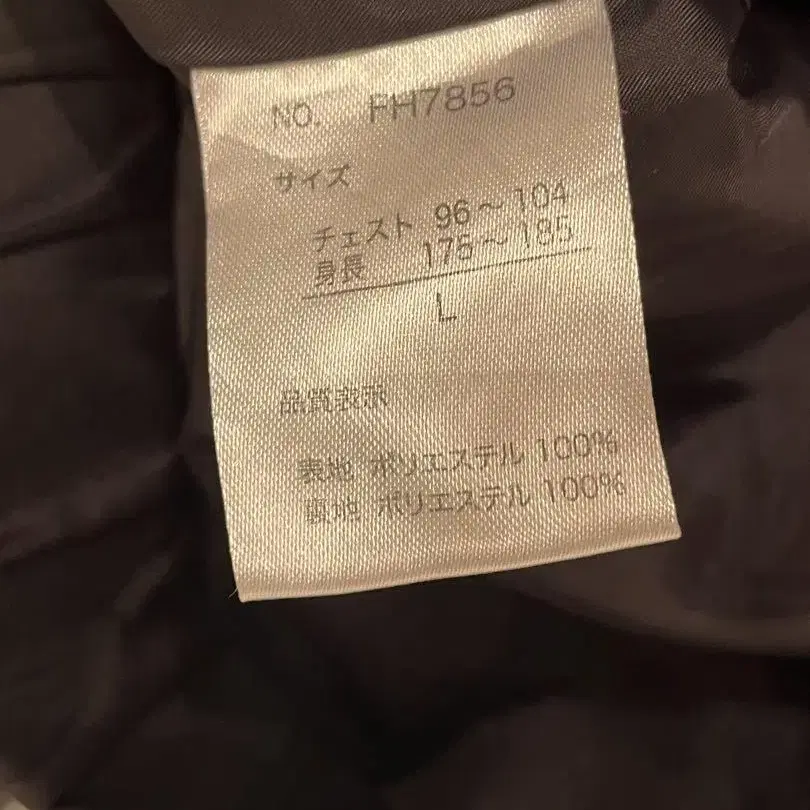 NO. FH7856
サイズ
チェスト 96～104
身長 175～185
L
品質表示
表地 ポリエステル 100%
裏地 ポリエステル 100%